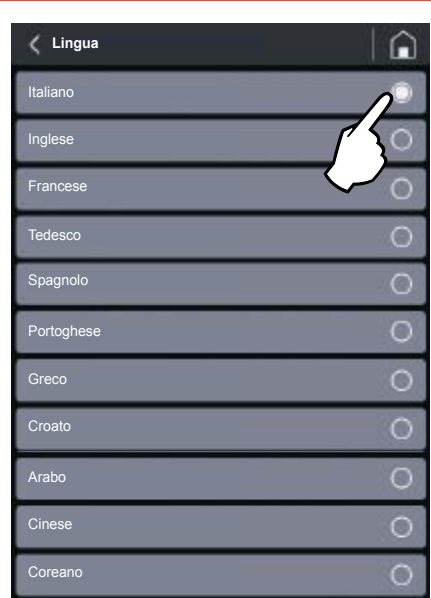 Lingua
Italiano
Inglese
Francese
Tedesco
Spagnolo
Portoghese
Greco
Croato
Arabo
Cinese
Coreano